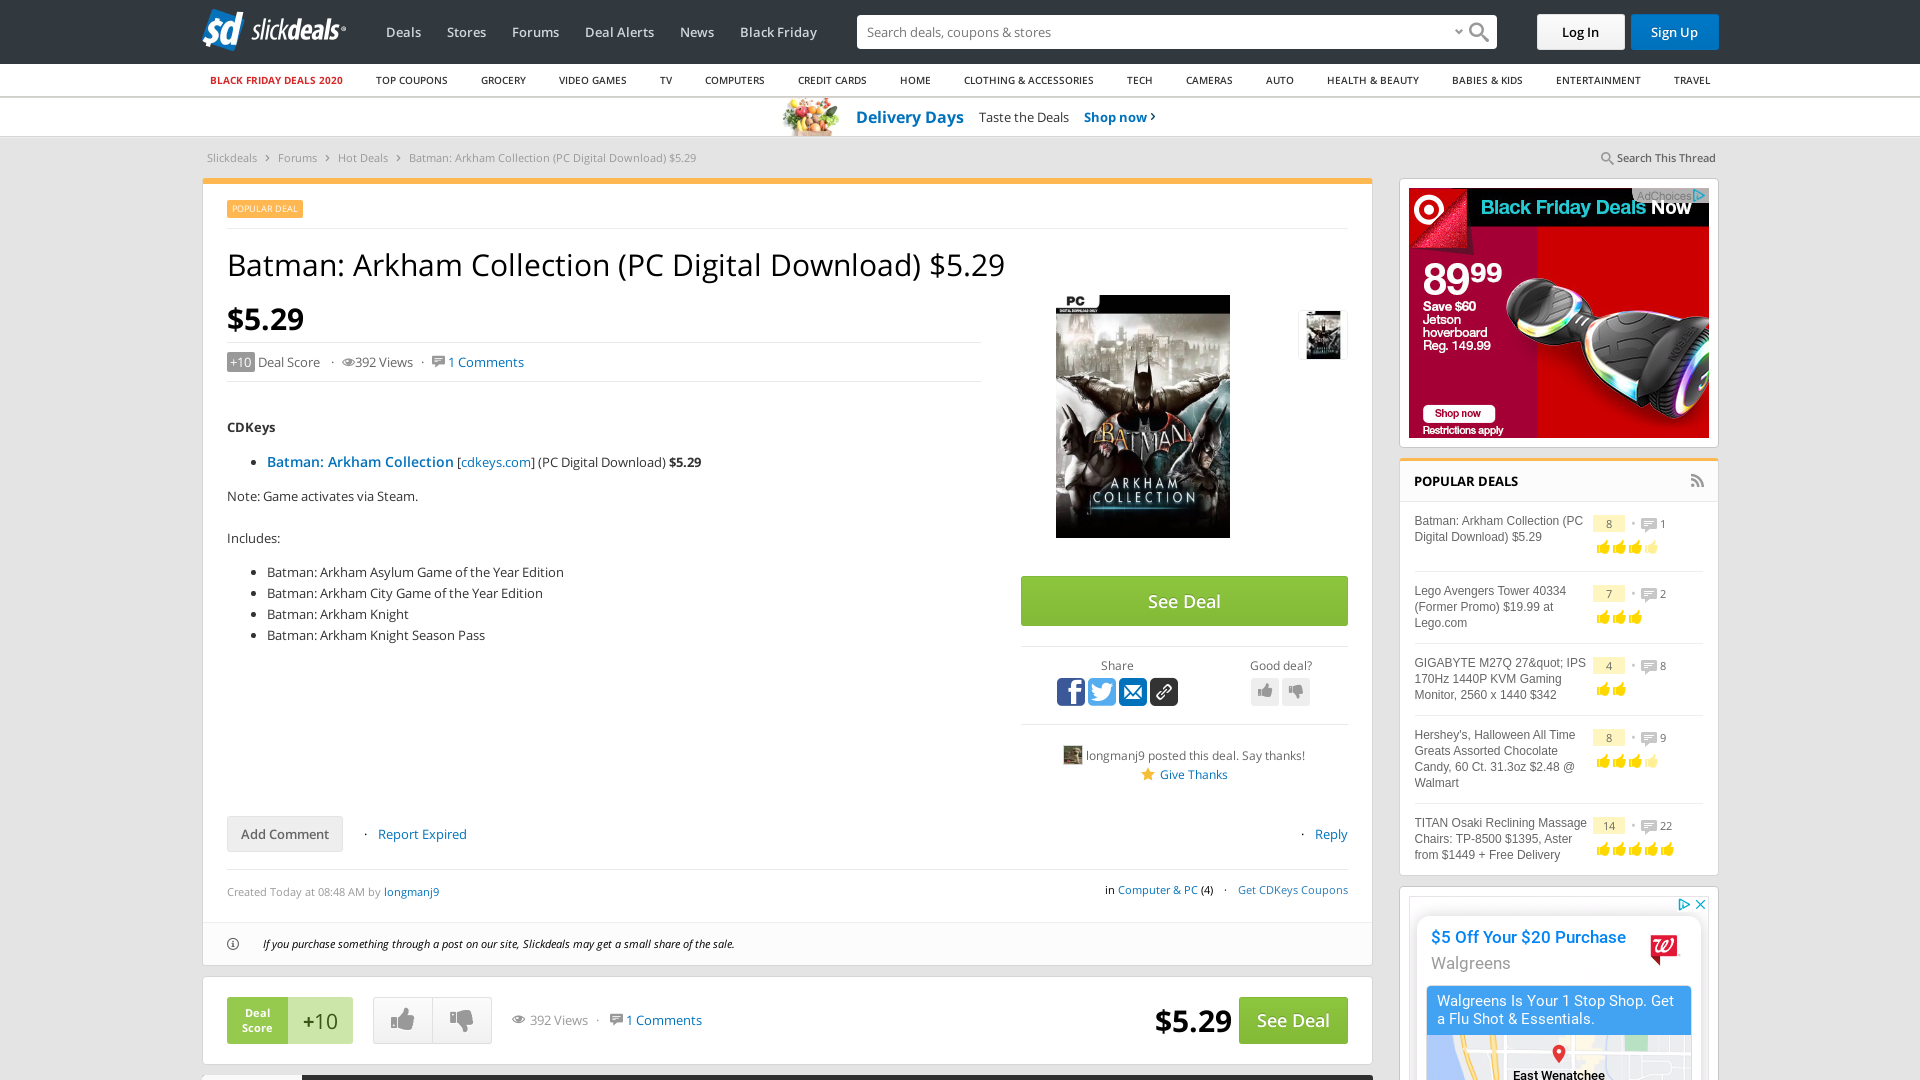 sd slickdeals
Deals Stores Forums Deal Alerts News Black Friday
Search deals, coupons & shopping
Log In
Sign Up
BLACK FRIDAY DEALS 2020 TOP COUPONS GROCERY VIDEO GAMES TV COMPUTERS CREDIT CARDS HOME CLOTHING & ACCESSORIES TECH CAMERAS AUTO HEALTH & BEAUTY BABIES & KIDS ENTERTAINMENT TRAVEL
Delivery Days Taste the Deals Shop now
Slickdeals > Forums > Hot Deals > Batman: Arkham Collection (PC Digital Download) $5.29
Search This Thread
POPULAR DEAL
Batman: Arkham Collection (PC Digital Download) $5.29
$5.29
+10 Deal Score · 392 Views · 1 Comments
CDKeys
• Batman: Arkham Collection [cdkeys.com] (PC Digital Download) $5.29
Note: Game activates via Steam.
Includes:
• Batman: Arkham Asylum Game of the Year Edition
• Batman: Arkham City Game of the Year Edition
• Batman: Arkham Knight
• Batman: Arkham Knight Season Pass
PC
BATMAN
ARKHAM
COLLECTION
See Deal
Share
Good deal?
longmanj9 posted this deal. Say thanks!
Give Thanks
Add Comment · Report Expired
· Reply
Created Today at 08:48 AM by longmanj9
in Computer & PC (4) · Get CDKeys Coupons
If you purchase something through a post on our site, Slickdeals may get a small share of the sale.
Deal
Score
+10
392 Views · 1 Comments
$5.29
See Deal
AdChoices
Black Friday Deals Now
89⁹⁹
Save $60
Jetson
hoverboard
Reg. 149.99
Shop now
Restrictions apply
POPULAR DEALS
Batman: Arkham Collection (PC
Digital Download) $5.29
8 • 1
Lego Avengers Tower 40334
(Former Promo) $19.99 at
Lego.com
7 • 2
GIGABYTE M27Q 27&quot; IPS
170Hz 1440P KVM Gaming
Monitor, 2560 x 1440 $342
4 • 8
Hershey's, Halloween All Time
Greats Assorted Chocolate
Candy, 60 Ct. 31.3oz $2.48 @
Walmart
8 • 9
TITAN Osaki Reclining Massage
Chairs: TP-8500 $1395, Aster
from $1449 + Free Delivery
14 • 22
$5 Off Your $20 Purchase
Walgreens
Walgreens Is Your 1 Stop Shop. Get
a Flu Shot & Essentials.
East Wenatchee